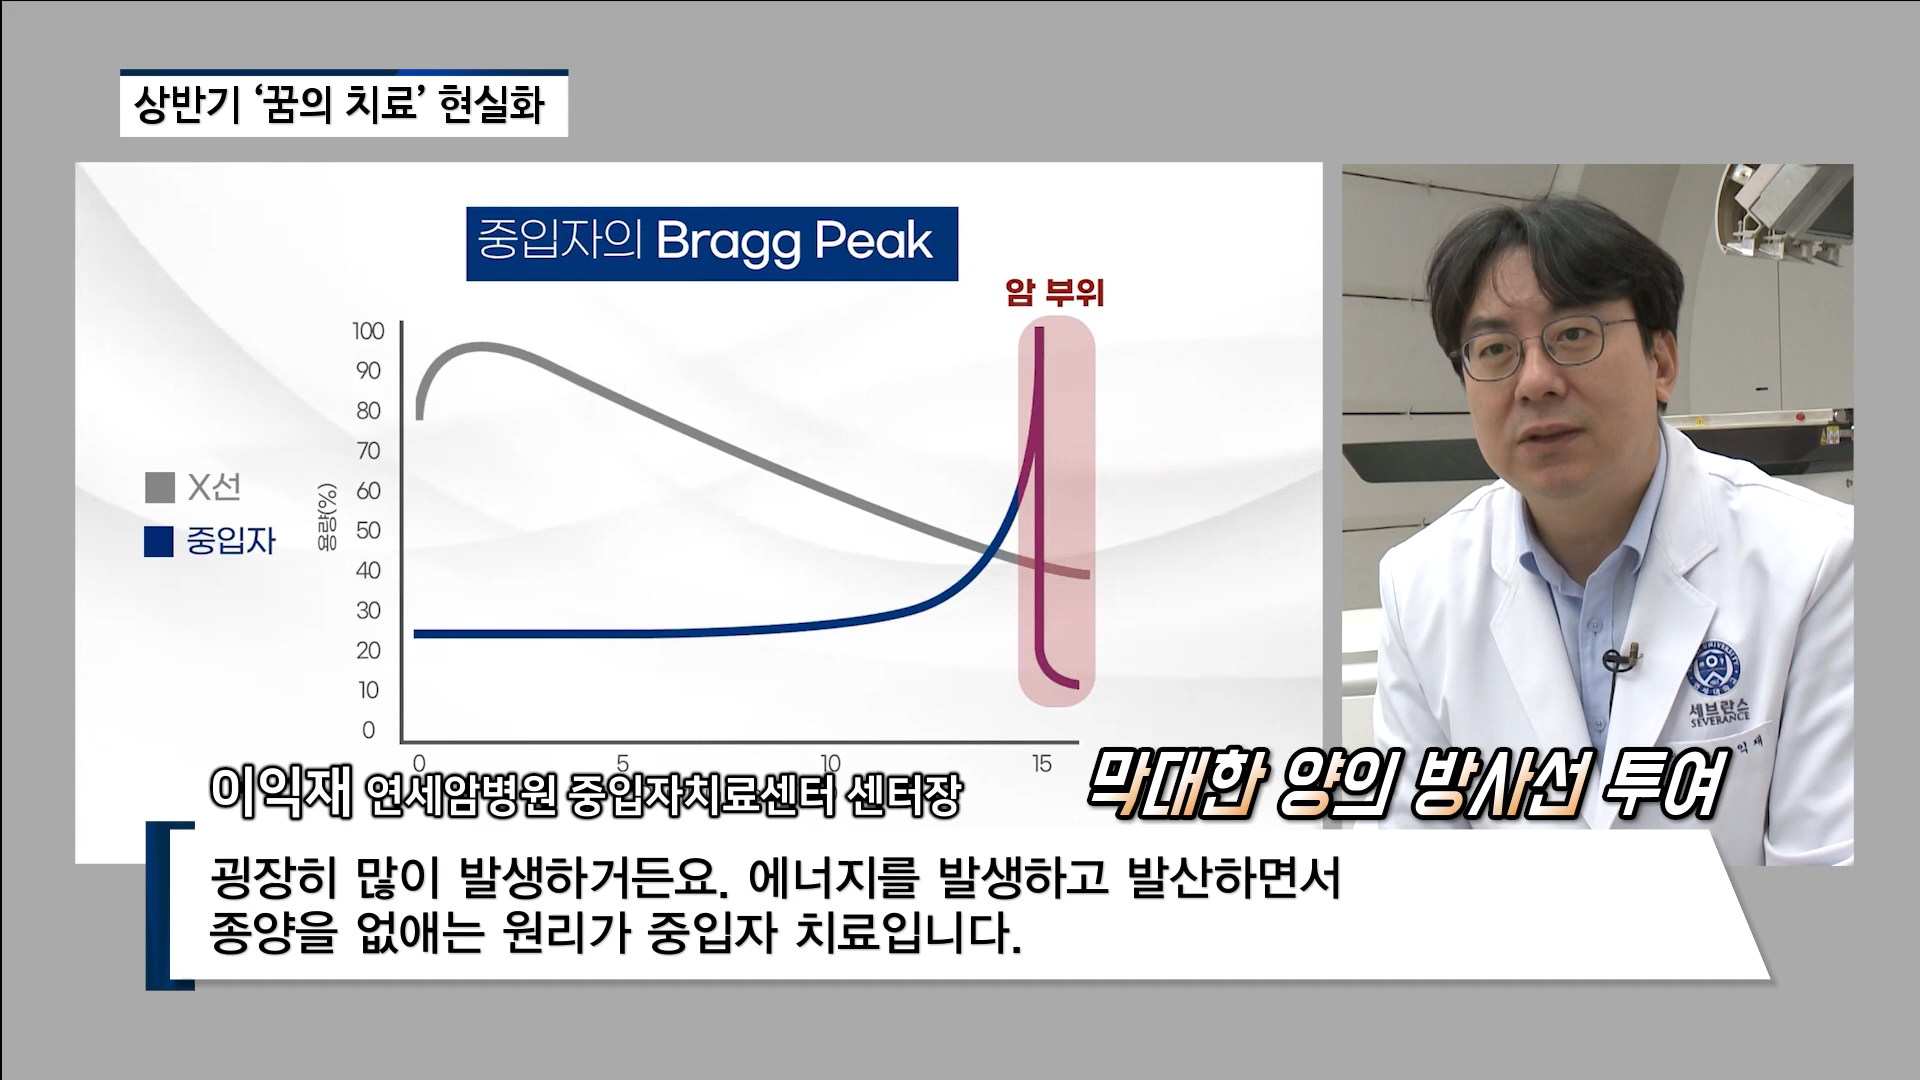 상반기 ‘꿈의 치료’ 현실화
중입자의 Bragg Peak
암 부위
100
90
80
70
60
50
40
30
20
10
0
용량(%)
X선
중입자
0 5 10 15
세브란스
SEVERANCE
익 재
이익재 연세암병원 중입자치료센터 센터장
막대한 양의 방사선 투여
굉장히 많이 발생하거든요. 에너지를 발생하고 발산하면서
종양을 없애는 원리가 중입자 치료입니다.